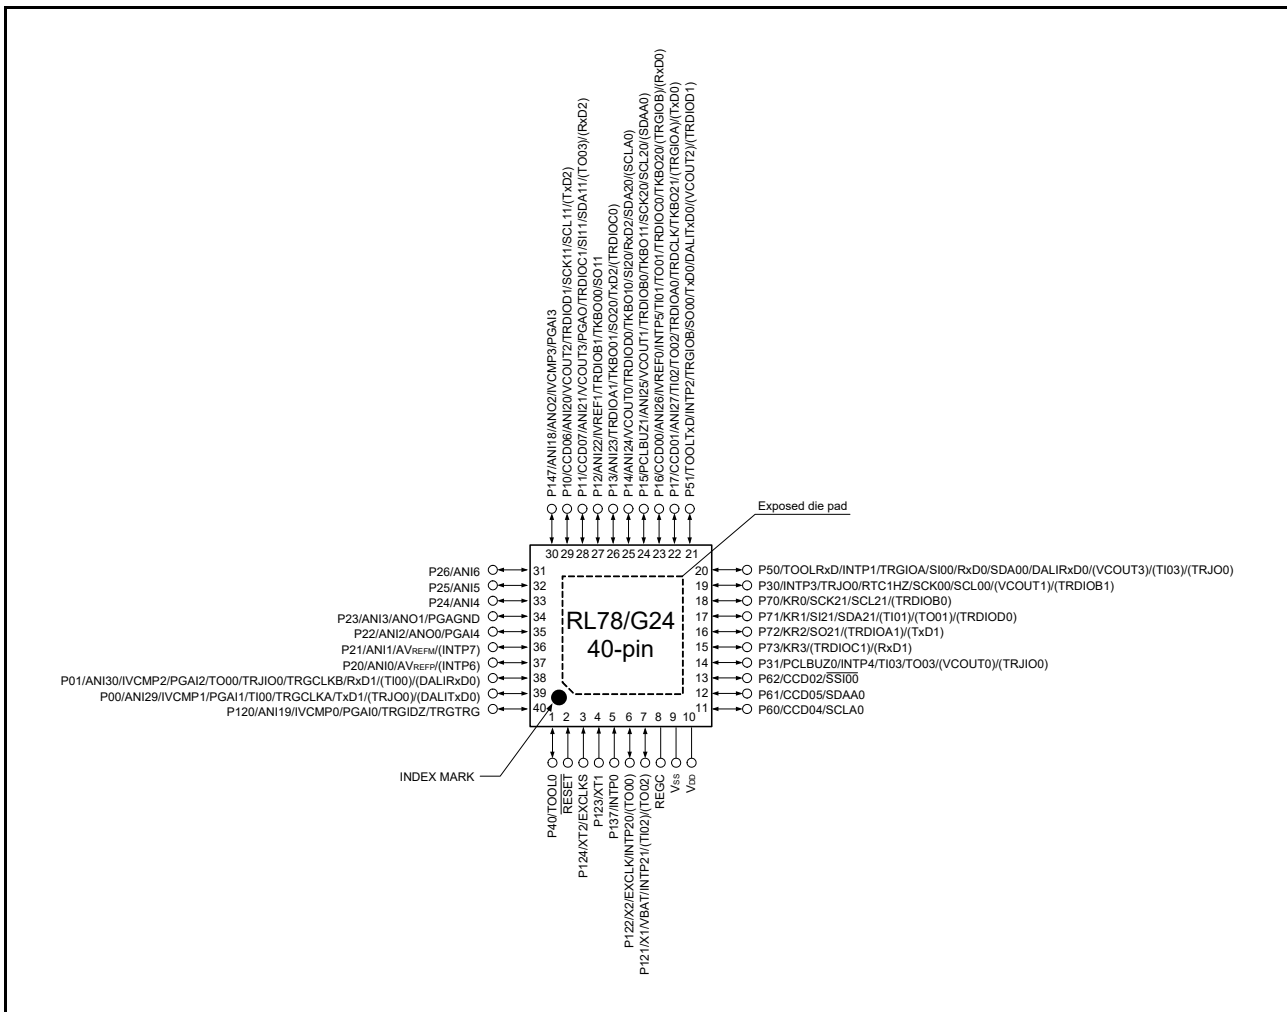 P147/ANI18/ANO2/IVCMP3/PGAI3
P10/CCD06/ANI20/VCOUT2/TRDIOD1/SCK11/SCL11/(TxD2)
P11/CCD07/ANI21/VCOUT3/PGAO/TRDIOC1/SI11/SDA11/(TO03)/(RxD2)
P12/ANI22/IVREF1/TRDIOB1/TKBO00/SO11
P13/ANI23/TRDIOA1/TKBO01/SO20/TxD2/(TRDIOC0)
P14/ANI24/VCOUT0/TRDIOD0/TKBO10/SI20/RxD2/SDA20/(SCLA0)
P15/PCLBUZ1/ANI25/VCOUT1/TRDIOB0/TKBO11/SCK20/SCL20/(SDAA0)
P16/CCD00/ANI26/IVREF0/INTP5/TI01/TO01/TRDIOC0/TKBO20/(TRGIOB)/(RxD0)
P17/CCD01/ANI27/TI02/TO02/TRDIOA0/TRDCLK/TKBO21/(TRGIOA)/(TxD0)
P51/TOOLTxD/INTP2/TRGIOB/SO00/TxD0/DALITxD0/(VCOUT2)/(TRDIOD1)
Exposed die pad
30 29 28 27 26 25 24 23 22 21
P26/ANI6 31
P25/ANI5 32
P24/ANI4 33
P23/ANI3/ANO1/PGAGND 34
P22/ANI2/ANO0/PGAI4 35
P21/ANI1/AVREFM/(INTP7) 36
P20/ANI0/AVREFP/(INTP6) 37
P01/ANI30/IVCMP2/PGAI2/TO00/TRJIO0/TRGCLKB/RxD1/(TI00)/(DALIRxD0) 38
P00/ANI29/IVCMP1/PGAI1/TI00/TRGCLKA/TxD1/(TRJO0)/(DALITxD0) 39
P120/ANI19/IVCMP0/PGAI0/TRGIDZ/TRGTRG 40
RL78/G24
40-pin
20 P50/TOOLRxD/INTP1/TRGIOA/SI00/RxD0/SDA00/DALIRxD0/(VCOUT3)/(TI03)/(TRJO0)
19 P30/INTP3/TRJO0/RTC1HZ/SCK00/SCL00/(VCOUT1)/(TRDIOB1)
18 P70/KR0/SCK21/SCL21/(TRDIOB0)
17 P71/KR1/SI21/SDA21/(TI01)/(TO01)/(TRDIOD0)
16 P72/KR2/SO21/(TRDIOA1)/(TxD1)
15 P73/KR3/(TRDIOC1)/(RxD1)
14 P31/PCLBUZ0/INTP4/TI03/TO03/(VCOUT0)/(TRJIO0)
13 P62/CCD02/SSI00
12 P61/CCD05/SDAA0
11 P60/CCD04/SCLA0
1 2 3 4 5 6 7 8 9 10
INDEX MARK
P40/TOOL0
RESET
P124/XT2/EXCLKS
P123/XT1
P137/INTP0
P122/X2/EXCLK/INTP20/(TO00)
P121/X1/VBAT/INTP21/(TI02)/(TO02)
REGC
VSS
VDD